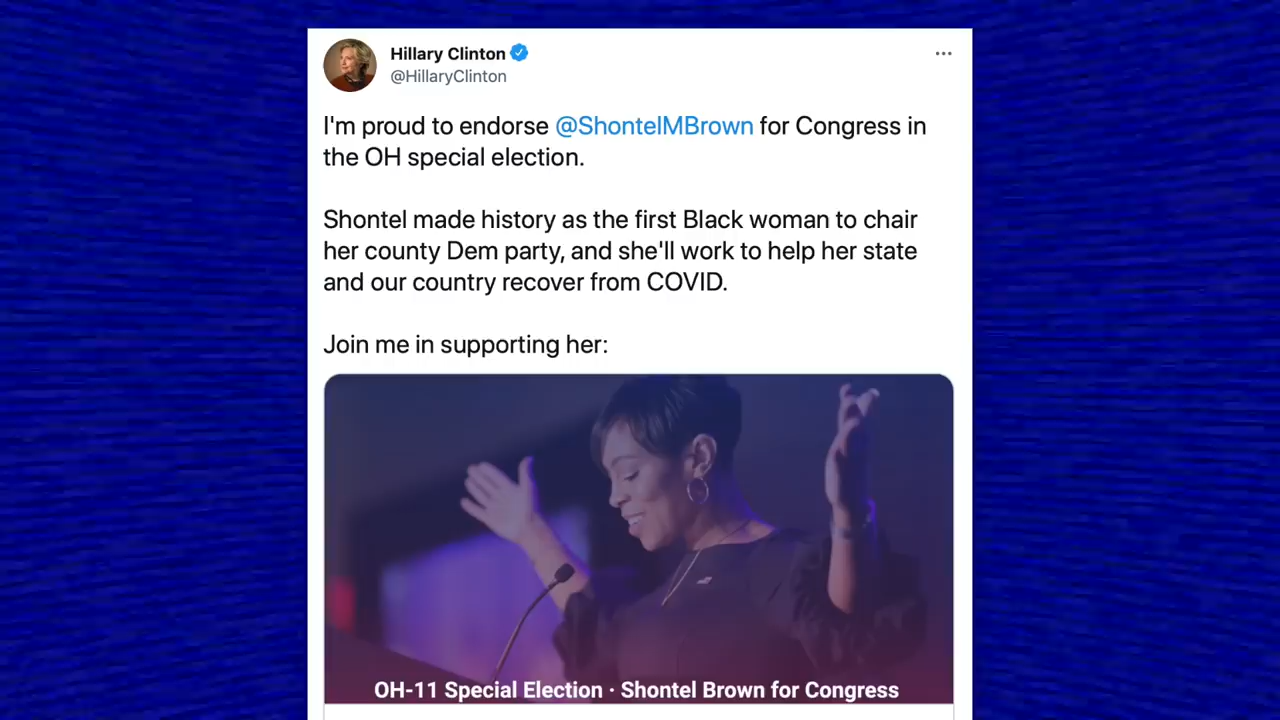 Hillary Clinton
@HillaryClinton
I'm proud to endorse @ShontelMBrown for Congress in
the OH special election.
Shontel made history as the first Black woman to chair
her county Dem party, and she'll work to help her state
and our country recover from COVID.
Join me in supporting her:
OH-11 Special Election · Shontel Brown for Congress